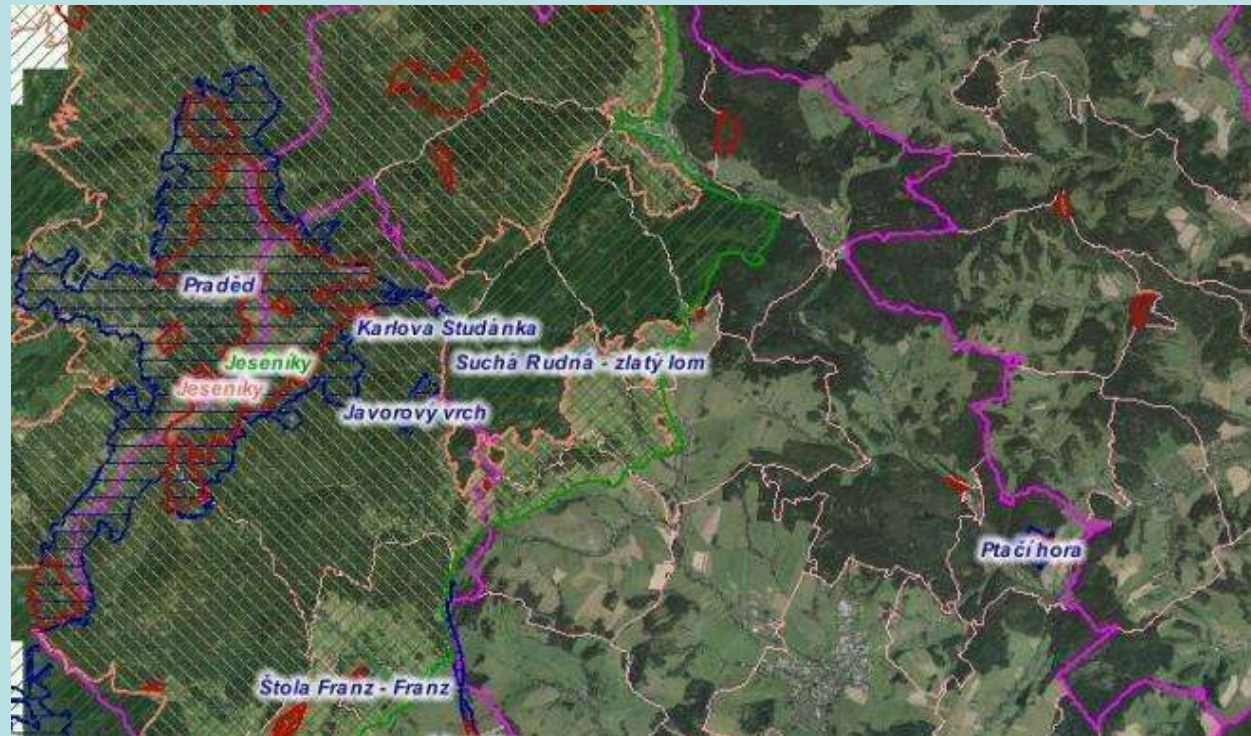 Praděd
Karlova Studánka
Jeseníky
Suchá Rudná - zlatý lom
Jeseníky
Javorový vrch
Ptačí hora
Štola Franz - Franz